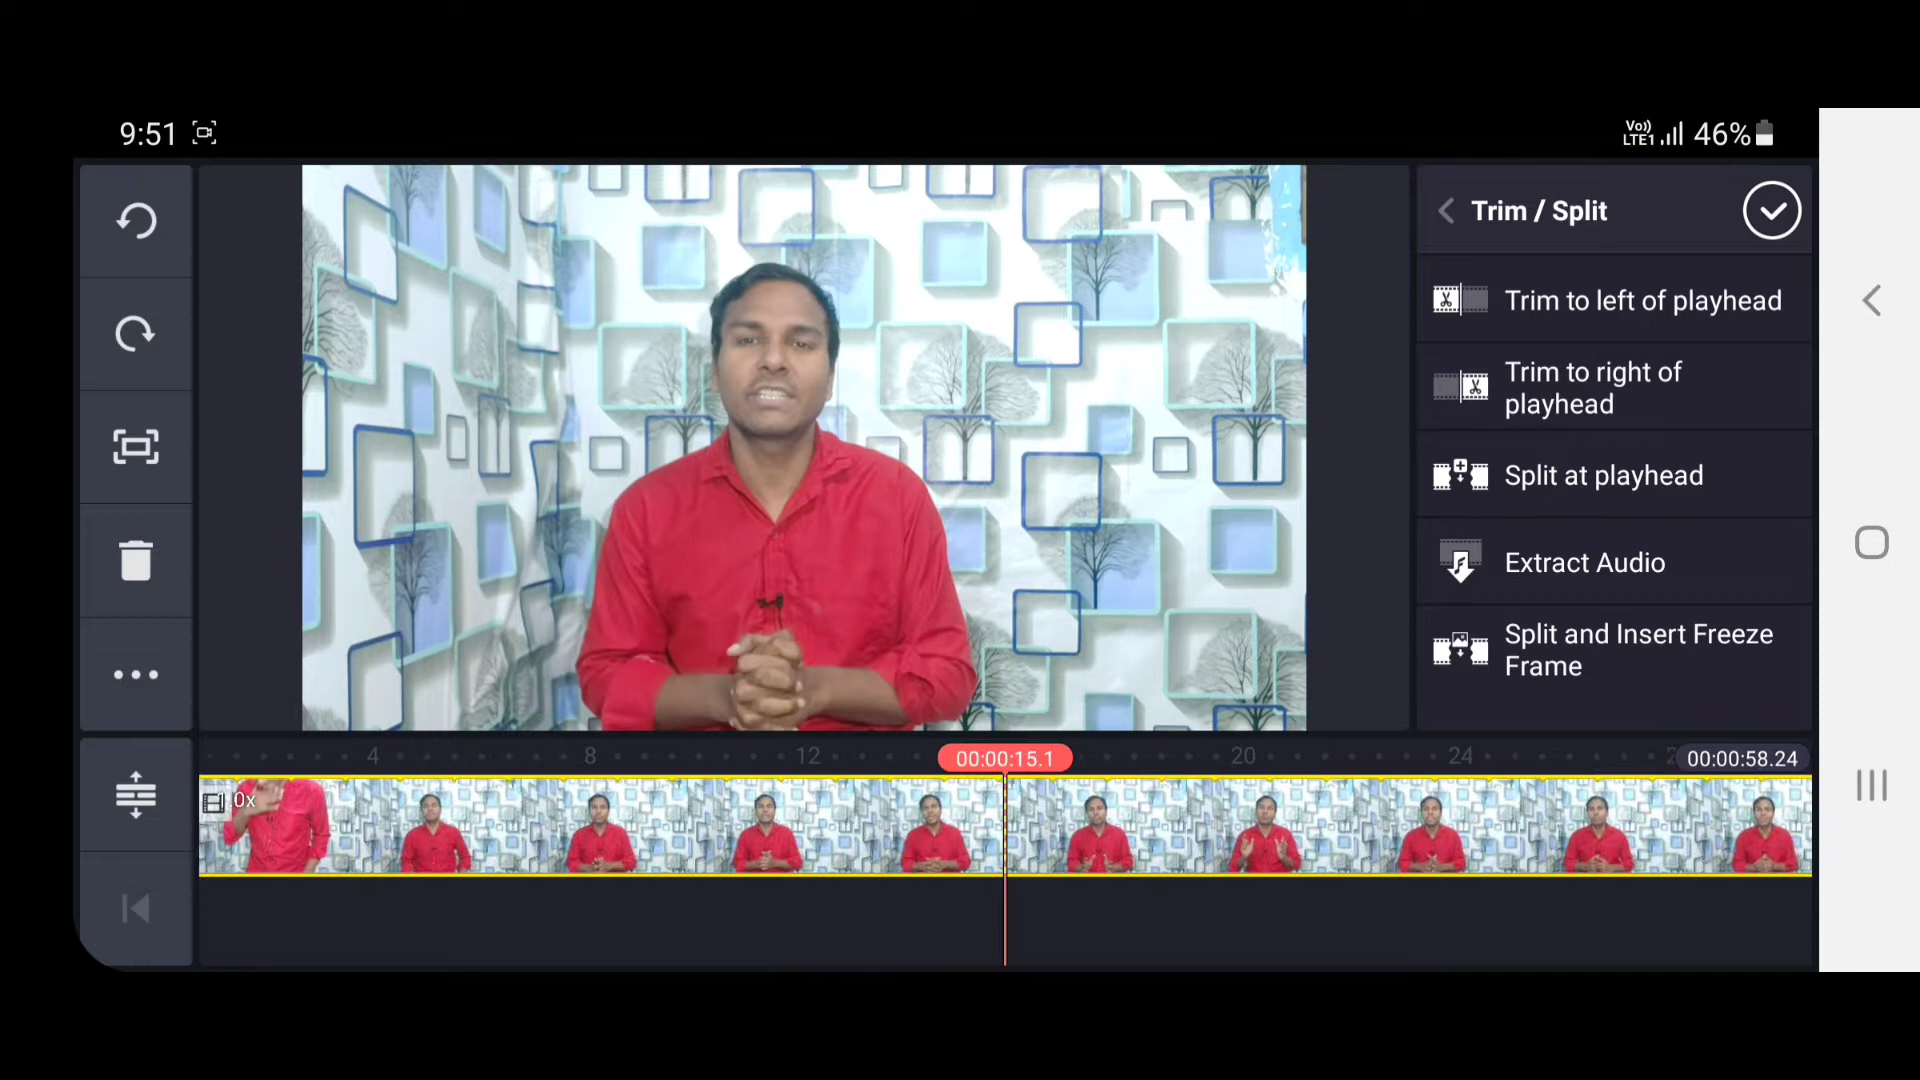 9:51
Vo))
LTE1
46%
Trim / Split
Trim to left of playhead
Trim to right of
playhead
Split at playhead
Extract Audio
Split and Insert Freeze
Frame
4
8
12
00:00:15.1
20
24
00:00:58.24
.0x